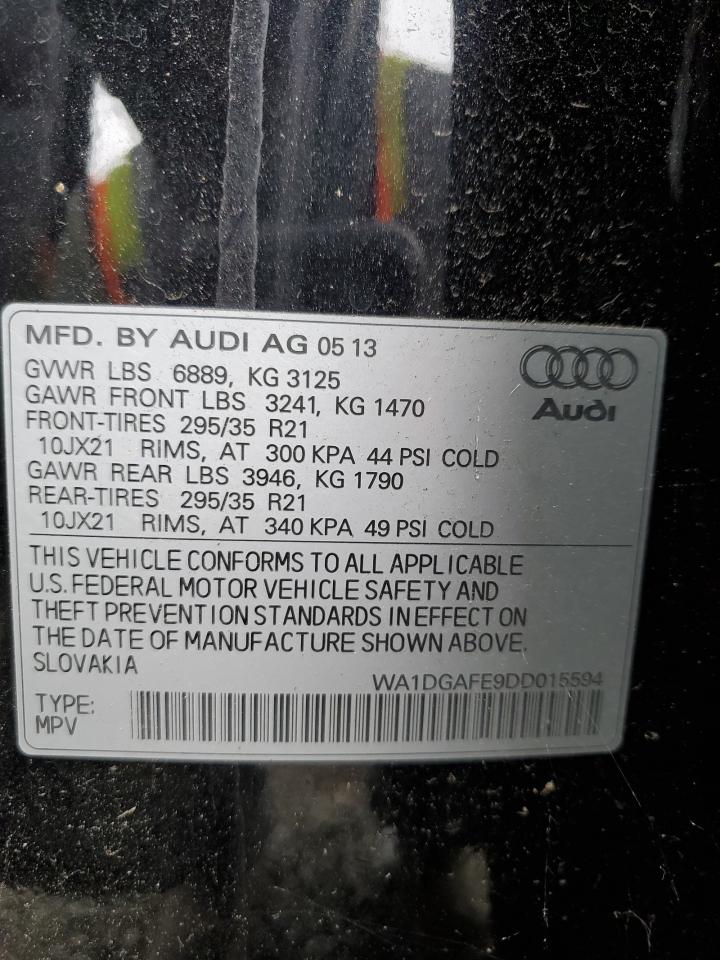 MFD. BY AUDI AG 05 13
GVWR LBS 6889, KG 3125
GAWR FRONT LBS 3241, KG 1470
FRONT-TIRES 295/35 R21
10JX21 RIMS, AT 300 KPA 44 PSI COLD
GAWR REAR LBS 3946, KG 1790
REAR-TIRES 295/35 R21
10JX21 RIMS, AT 340 KPA 49 PSI COLD
Audi
THIS VEHICLE CONFORMS TO ALL APPLICABLE
U.S. FEDERAL MOTOR VEHICLE SAFETY AND
THEFT PREVENTION STANDARDS IN EFFECT ON
THE DATE OF MANUFACTURE SHOWN ABOVE.
SLOVAKIA
WA1DGAFE9DD015594
TYPE:
MPV